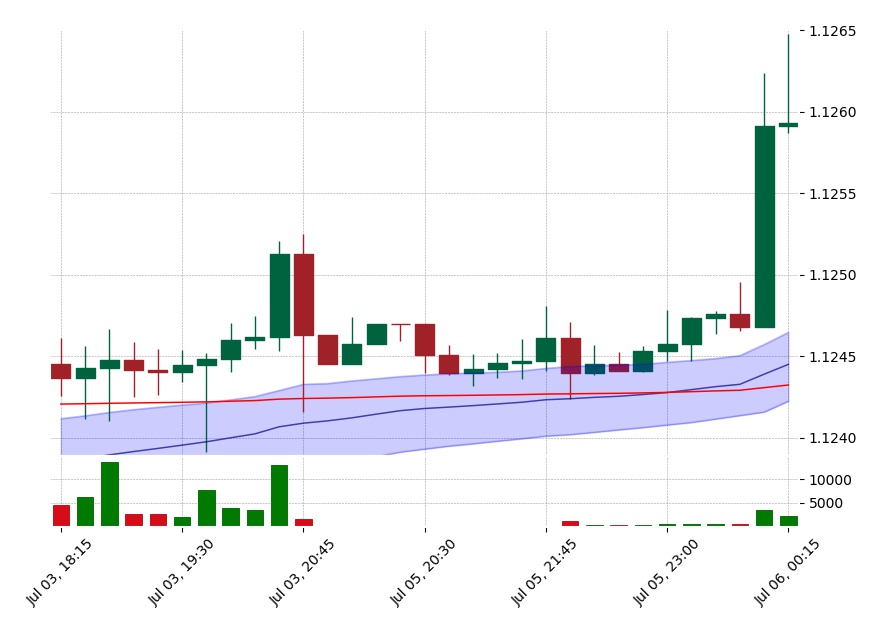 1.1265
1.1260
1.1255
1.1250
1.1245
1.1240
10000
5000
Jul 03, 18:15
Jul 03, 19:30
Jul 03, 20:45
Jul 05, 20:30
Jul 05, 21:45
Jul 05, 23:00
Jul 06, 00:15